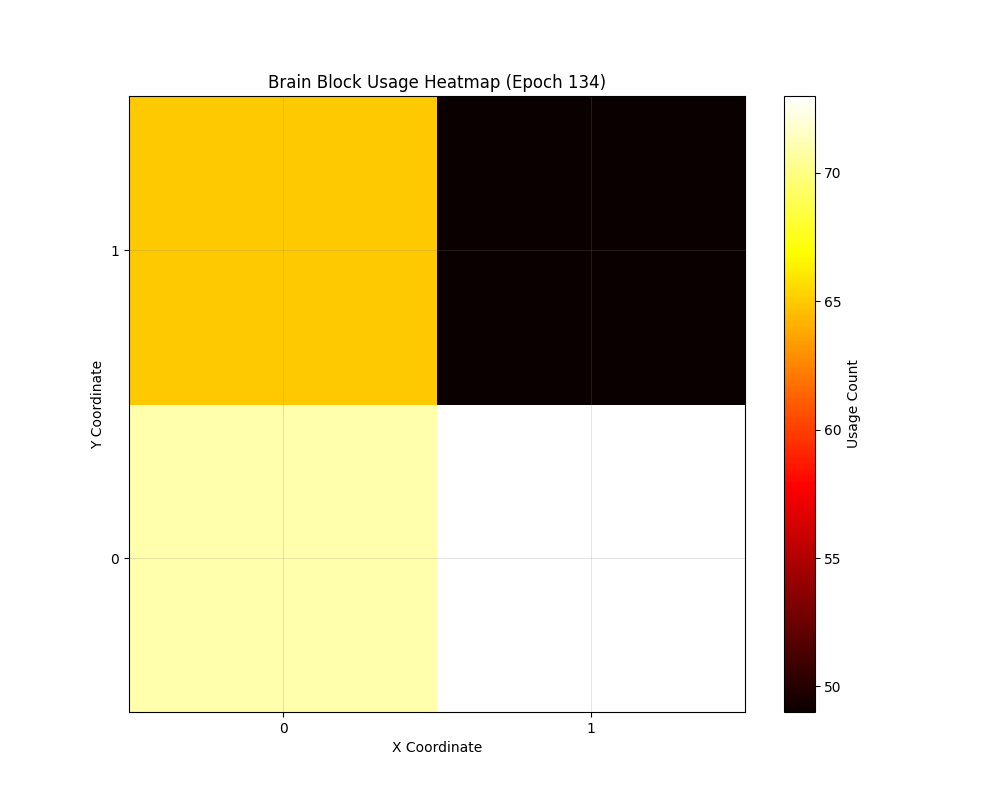 Brain Block Usage Heatmap (Epoch 134)
1
0
Y Coordinate
0 1
X Coordinate
70
65
60
55
50
Usage Count